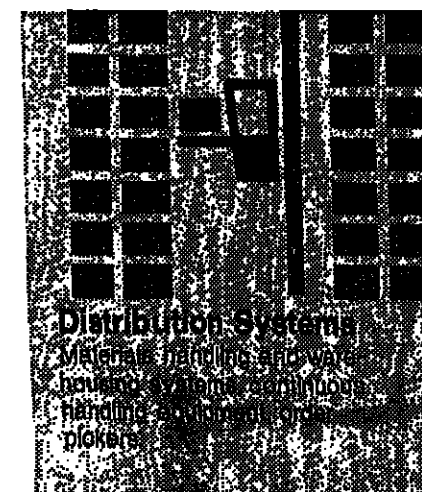 Distribution Systems
Materials handling and ware-
housing systems, continuous
handling equipment, order
pickers.